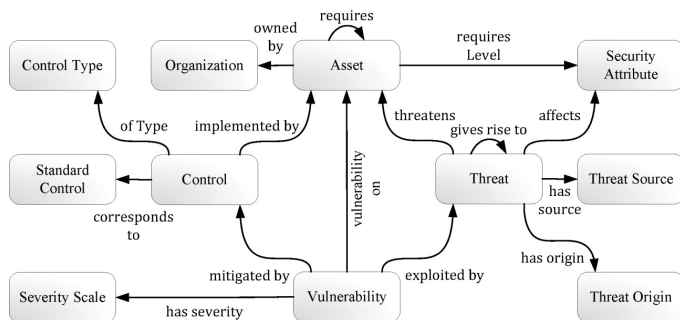 requires
owned
by
requires
Level
Control Type
Organization
Asset
Security
Attribute
of Type
implemented by
threatens
gives rise to
affects
vulnerability
on
Standard
Control
Control
Threat
has
source
Threat Source
corresponds
to
mitigated by
exploited by
has origin
Severity Scale
has severity
Vulnerability
Threat Origin